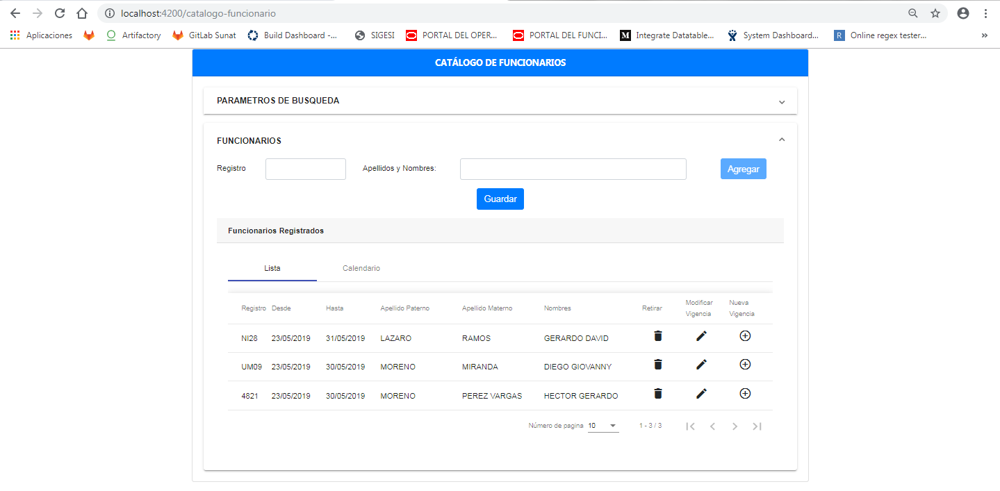 localhost:4200/catalogo-funcionario
Aplicaciones Artifactory GitLab Sunat Build Dashboard -... SIGESI PORTAL DEL OPER... PORTAL DEL FUNCI... M Integrate Datatable... System Dashboard... R Online regex tester... »
CATÁLOGO DE FUNCIONARIOS
PARAMETROS DE BUSQUEDA
FUNCIONARIOS
Registro Apellidos y Nombres: Agregar
Guardar
Funcionarios Registrados
Lista Calendario
Registro Desde Hasta Apellido Paterno Apellido Materno Nombres Retirar Modificar Vigencia Nueva Vigencia
NI28 23/05/2019 31/05/2019 LAZARO RAMOS GERARDO DAVID
UM09 23/05/2019 30/05/2019 MORENO MIRANDA DIEGO GIOVANNY
4821 23/05/2019 30/05/2019 MORENO PEREZ VARGAS HECTOR GERARDO
Número de pagina 10 1 - 3 / 3